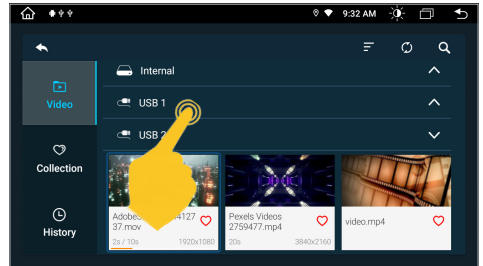 9:32 AM
Internal
Video
USB 1
USB 2
Collection
Adobe 4127
37.mov
2s / 10s 1920x1080
Pexels Videos
2759477.mp4
20s 3840x2160
video.mp4
History